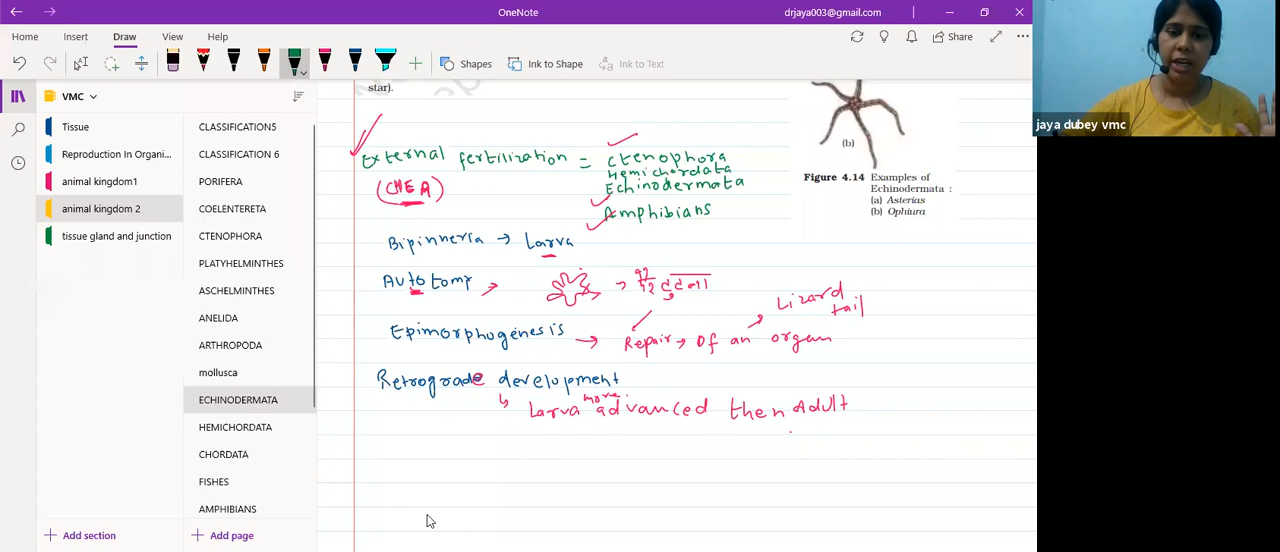 OneNote
drjaya003@gmail.com
Home
Insert
Draw
History
Review
View
Help
Share
Shapes
Ink to Shape
Ink to Text
VMC
Tissue
Reproduction In Organi...
animal kingdom1
animal kingdom 2
tissue gland and junction
Add section
CLASSIFICATION5
CLASSIFICATION 6
PORIFERA
COELENTERETA
CTENOPHORA
PLATYHELMINTHES
ASCHELMINTHES
ANELIDA
ARTHROPODA
mollusca
ECHINODERMATA
HEMICHORDATA
CHORDATA
FISHES
AMPHIBIANS
Add page
star).
External fertilization = Ctenophora
Hemichordata
(CHEA) Echinodermata
Amphibians
Bipinneria → Larva
Autotomy →
Epimorphogenesis → Repair → Of an organ
Lizard
tail
Retrograde development
Larva more advanced then Adult
(b)
Figure 4.14 Examples of
Echinodermata :
(a) Asterias
(b) Ophiura
jaya dubey vmc